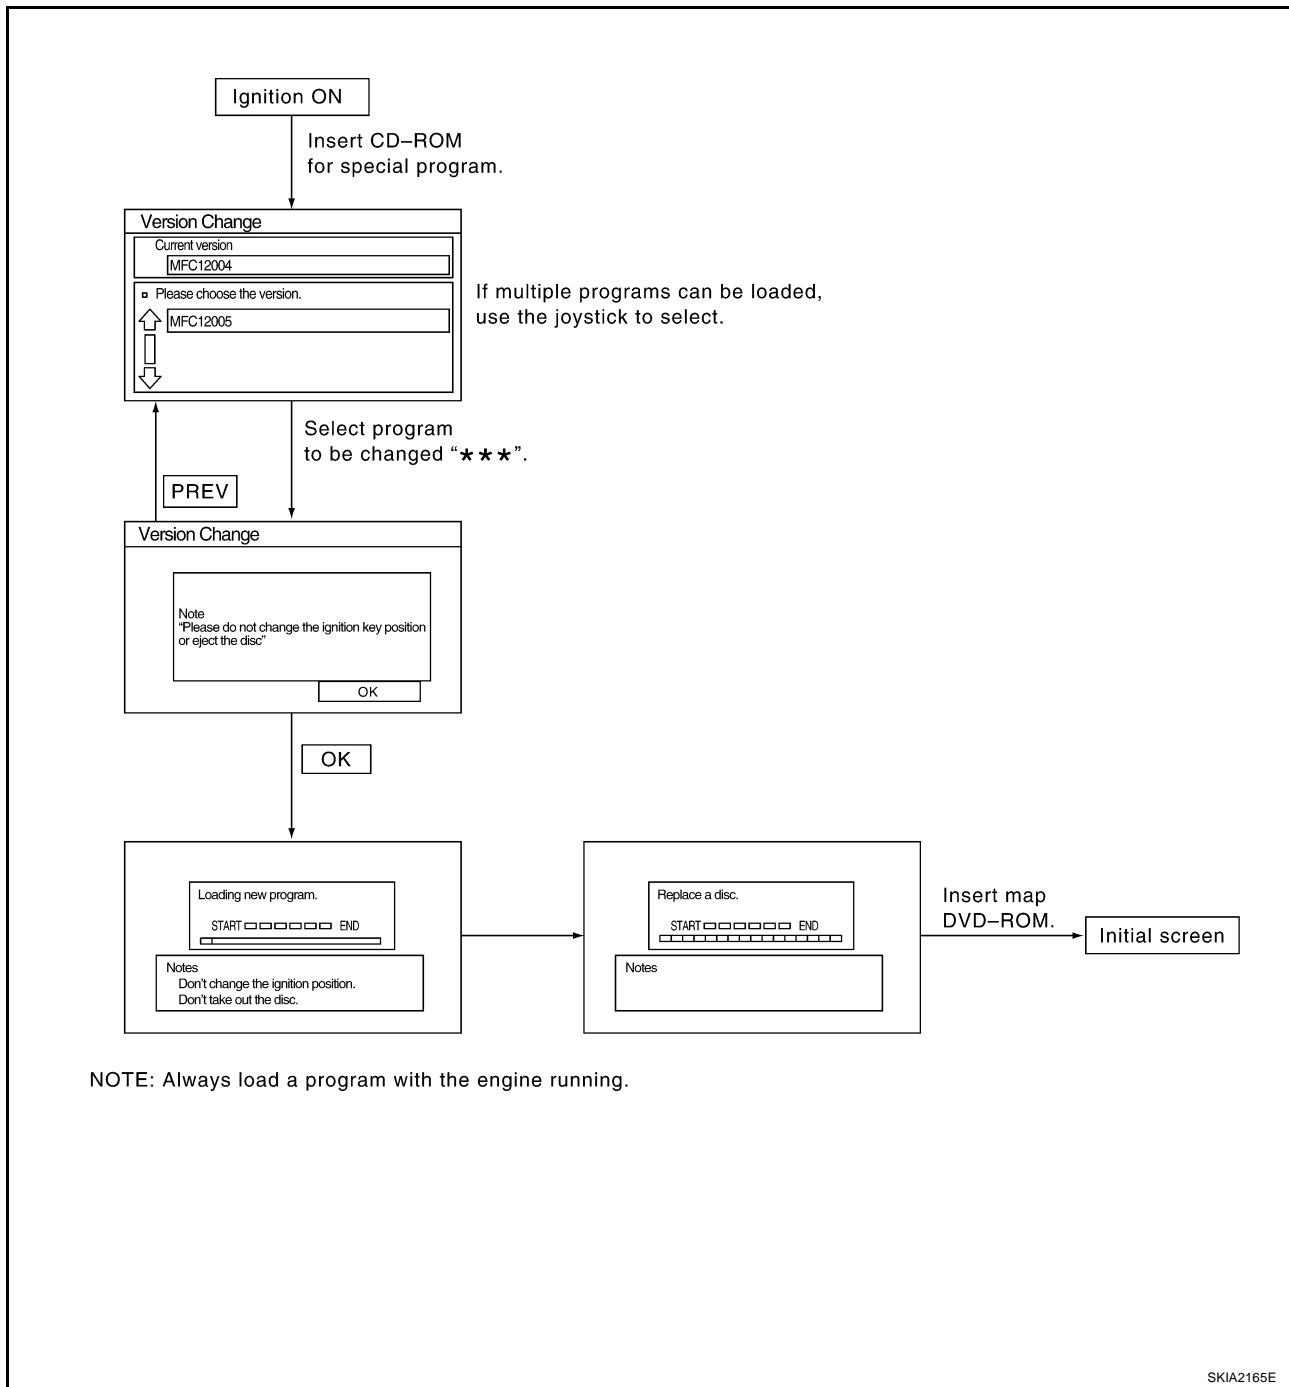 Ignition ON
Insert CD–ROM
for special program.
Version Change
Current version
MFC12004
Please choose the version.
MFC12005
If multiple programs can be loaded,
use the joystick to select.
Select program
to be changed “★★★”.
PREV
Version Change
Note
“Please do not change the ignition key position
or eject the disc”
OK
OK
Loading new program.
START END
Notes
Don’t change the ignition position.
Don’t take out the disc.
Replace a disc.
START END
Notes
Insert map
DVD–ROM.
Initial screen
NOTE: Always load a program with the engine running.
SKIA2165E